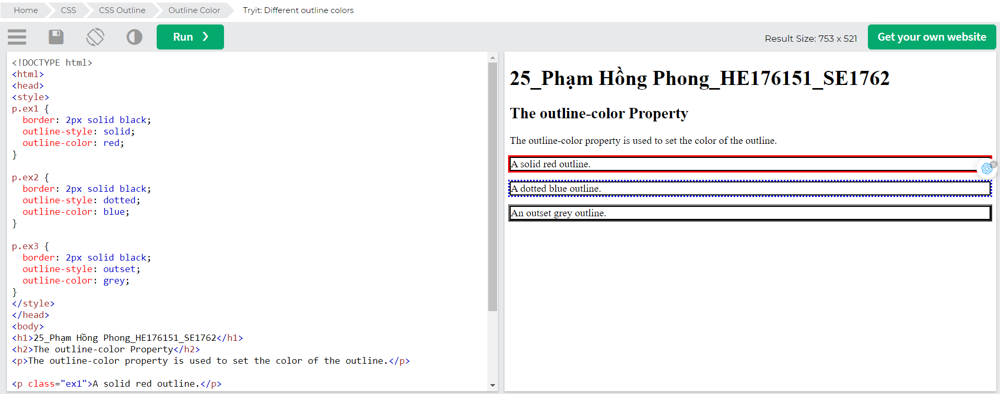 Home CSS CSS Outline Outline Color Tryit: Different outline colors
Run ❯ Result Size: 753 x 521 Get your own website
<!DOCTYPE html>
<html>
<head>
<style>
p.ex1 {
  border: 2px solid black;
  outline-style: solid;
  outline-color: red;
}

p.ex2 {
  border: 2px solid black;
  outline-style: dotted;
  outline-color: blue;
}

p.ex3 {
  border: 2px solid black;
  outline-style: outset;
  outline-color: grey;
}
</style>
</head>
<body>
<h1>25_Phạm Hồng Phong_HE176151_SE1762</h1>
<h2>The outline-color Property</h2>
<p>The outline-color property is used to set the color of the outline.</p>

<p class="ex1">A solid red outline.</p>
25_Phạm Hồng Phong_HE176151_SE1762
The outline-color Property
The outline-color property is used to set the color of the outline.
A solid red outline.
A dotted blue outline.
An outset grey outline.